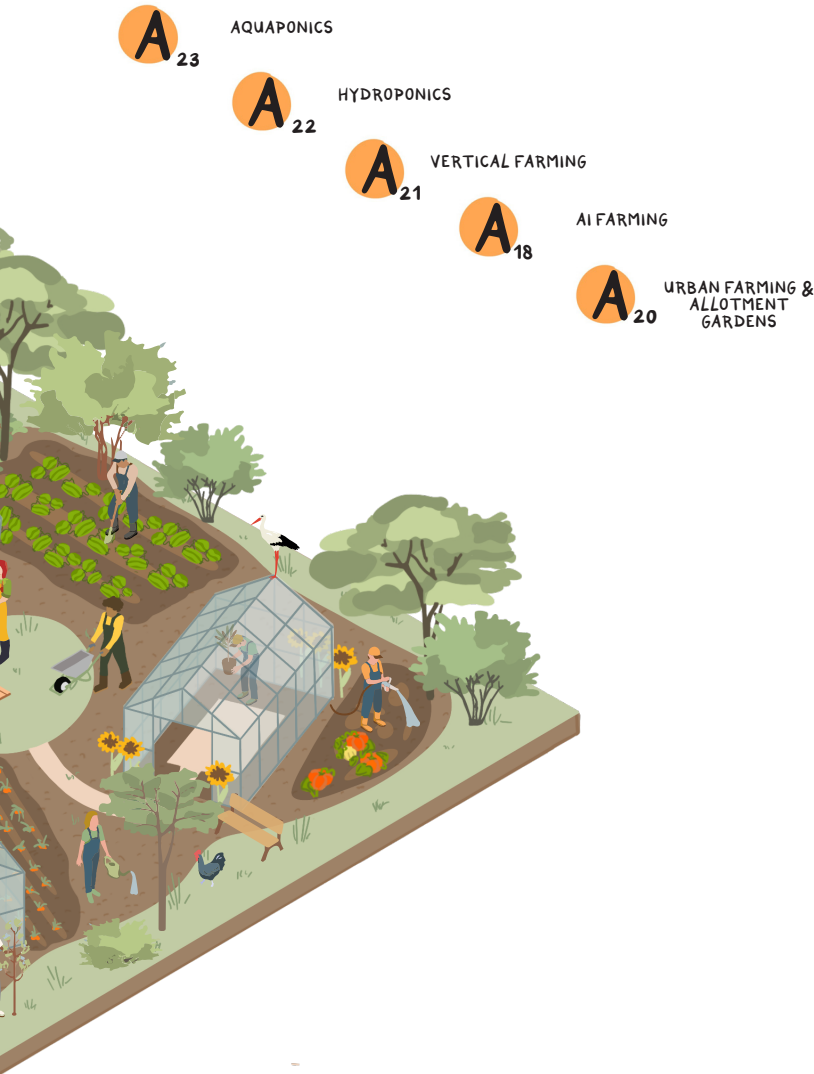 A23 AQUAPONICS
A22 HYDROPONICS
A21 VERTICAL FARMING
A18 AI FARMING
A20 URBAN FARMING &
ALLOTMENT
GARDENS